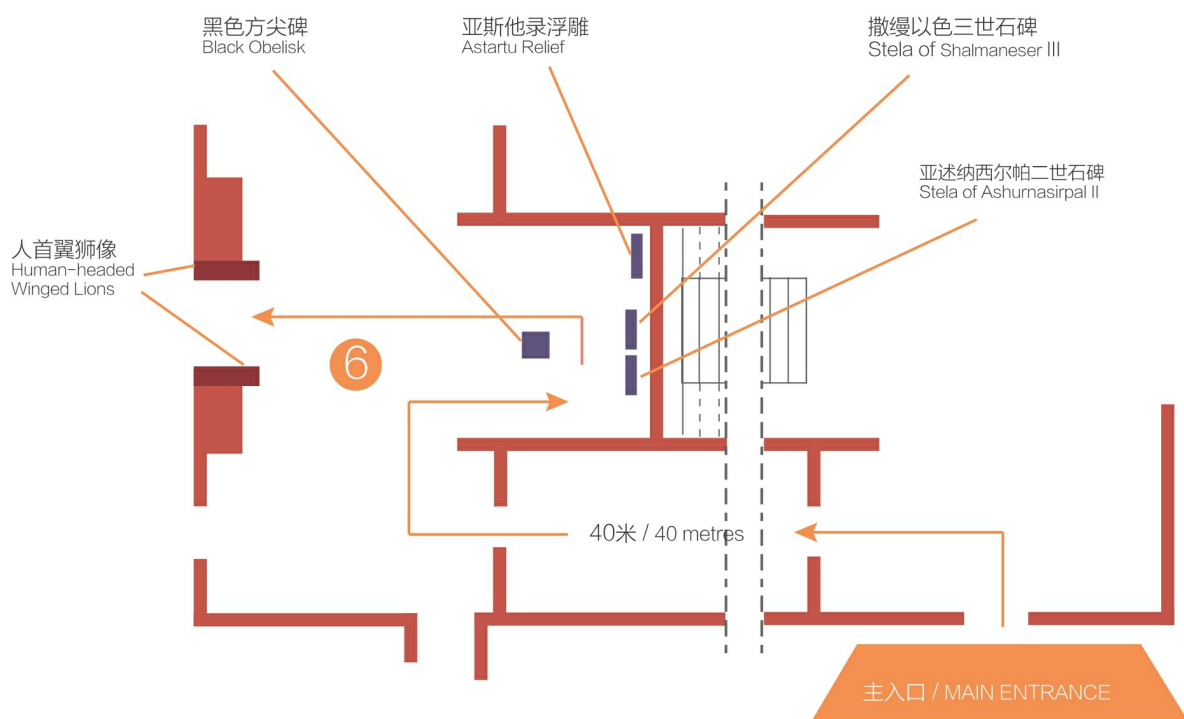 黑色方尖碑
Black Obelisk
亚斯他录浮雕
Astartu Relief
撒缦以色三世石碑
Stela of Shalmaneser III
亚述纳西尔帕二世石碑
Stela of Ashurnasirpal II
人首翼狮像
Human-headed
Winged Lions
6
40米 / 40 metres
主入口 / MAIN ENTRANCE